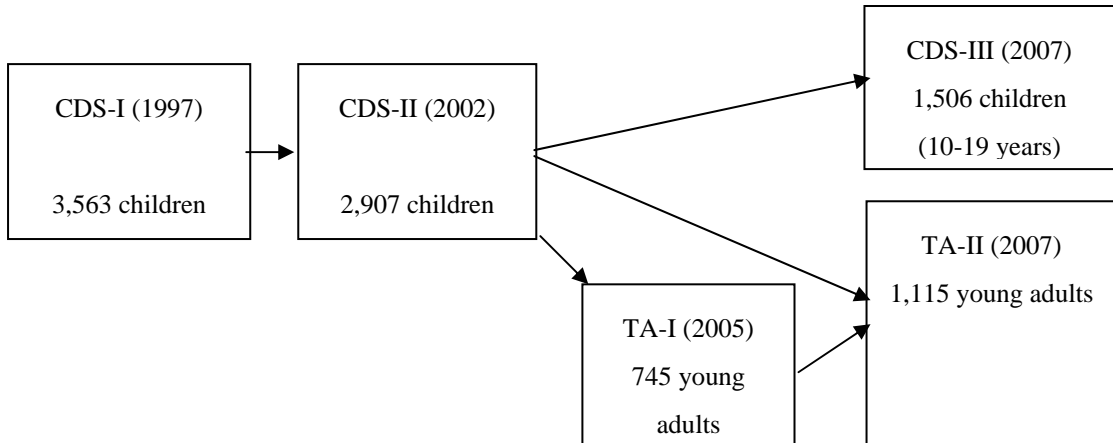 CDS-I (1997)
3,563 children
CDS-II (2002)
2,907 children
CDS-III (2007)
1,506 children
(10-19 years)
TA-I (2005)
745 young
adults
TA-II (2007)
1,115 young adults